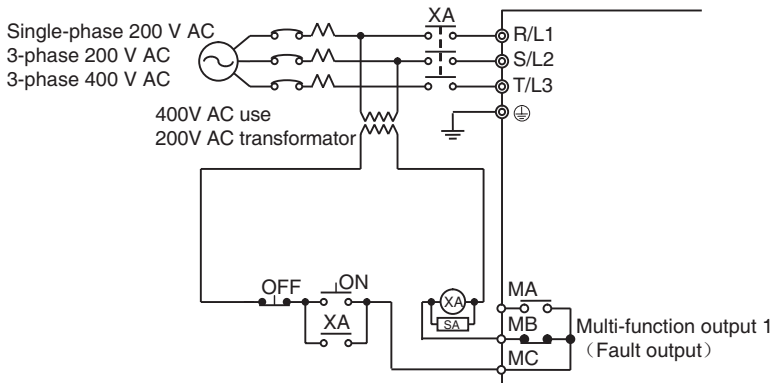 XA
Single-phase 200 V AC
3-phase 200 V AC
3-phase 400 V AC
R/L1
S/L2
T/L3
400V AC use
200V AC transformator
OFF
ON
XA
XA
SA
MA
MB
MC
Multi-function output 1
（Fault output）